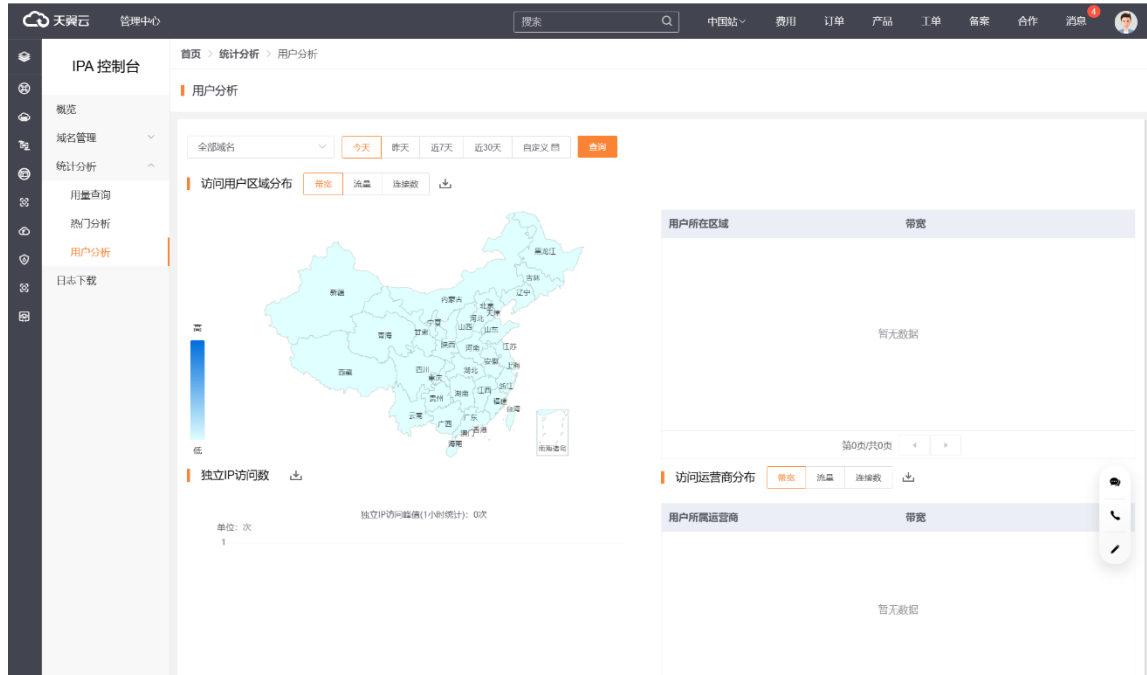 天翼云 管理中心 搜索 中国站 费用 订单 产品 工单 备案 合作 消息 4
IPA 控制台
概览
域名管理
统计分析
用量查询
热门分析
用户分析
日志下载
首页 > 统计分析 > 用户分析
用户分析
全部域名 今天 昨天 近7天 近30天 自定义 查询
访问用户区域分布 带宽 流量 连接数
高
低
黑龙江
吉林
辽宁
新疆
内蒙古
北京
天津
河北
宁夏
山西
山东
青海
甘肃
陕西
河南
江苏
安徽
上海
西藏
四川
重庆
湖北
浙江
贵州
湖南
江西
福建
台湾
云南
广西
广东
香港
澳门
海南
南海诸岛
用户所在区域 带宽
暂无数据
第0页/共0页
独立IP访问数
独立IP访问峰值(1小时统计)：0次
单位：次
1
访问运营商分布 带宽 流量 连接数
用户所属运营商 带宽
暂无数据